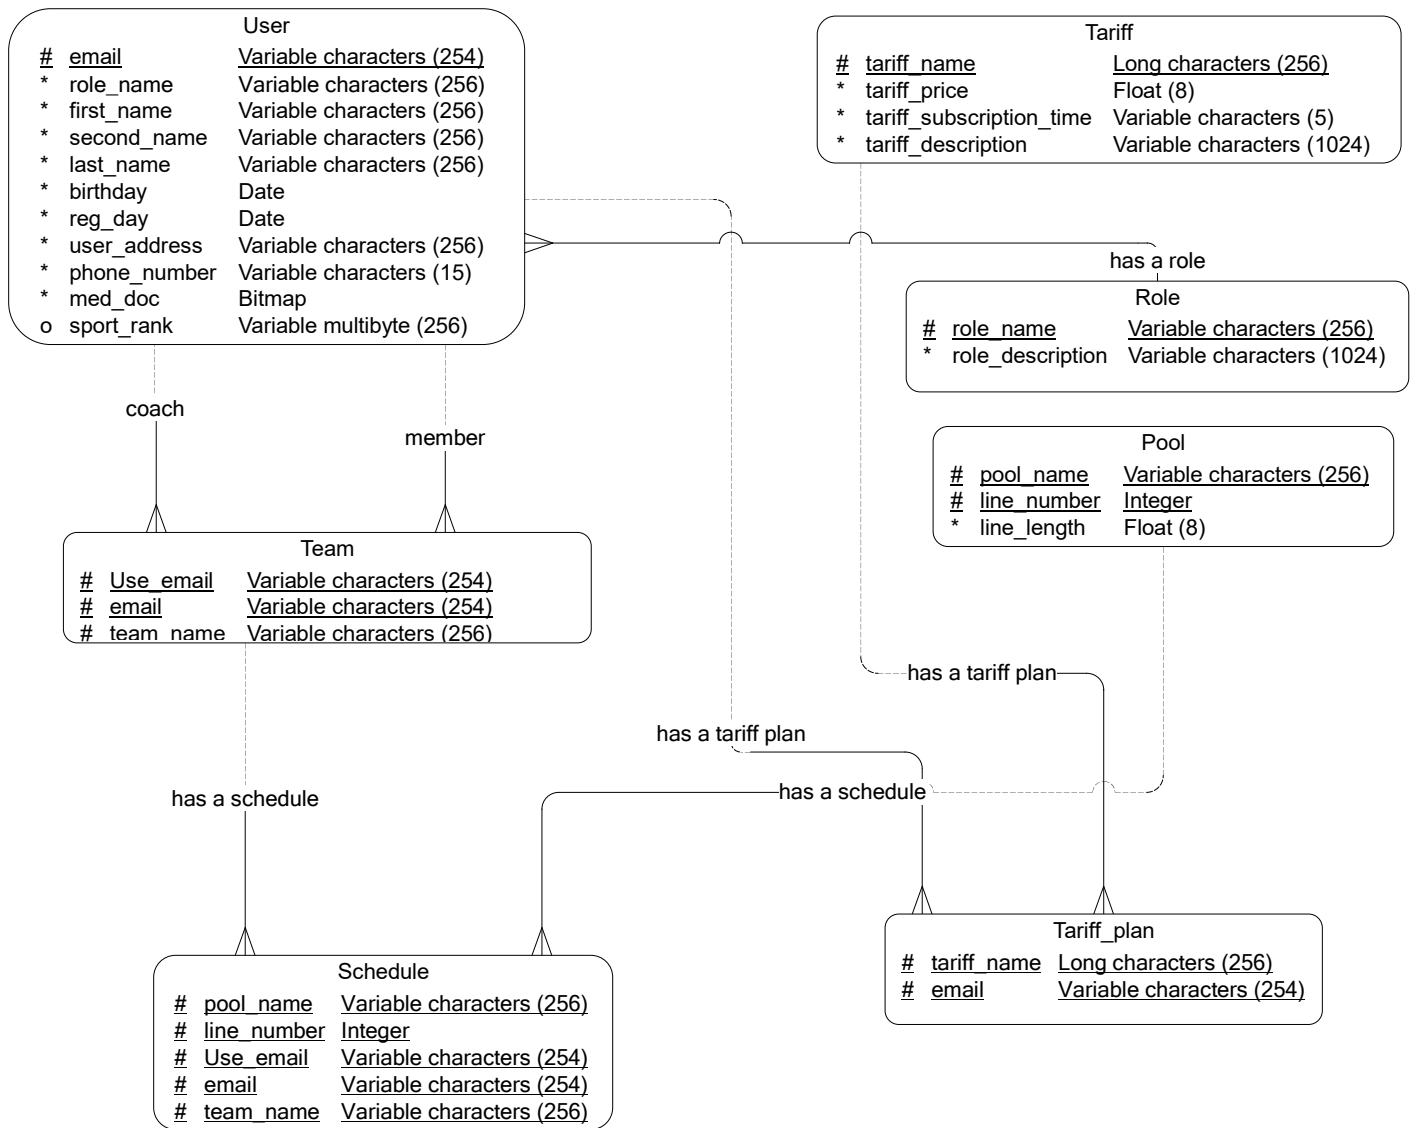 User
# email Variable characters (254)
* role_name Variable characters (256)
* first_name Variable characters (256)
* second_name Variable characters (256)
* last_name Variable characters (256)
* birthday Date
* reg_day Date
* user_address Variable characters (256)
* phone_number Variable characters (15)
* med_doc Bitmap
o sport_rank Variable multibyte (256)
Tariff
# tariff_name Long characters (256)
* tariff_price Float (8)
* tariff_subscription_time Variable characters (5)
* tariff_description Variable characters (1024)
has a role
Role
# role_name Variable characters (256)
* role_description Variable characters (1024)
coach
member
Pool
# pool_name Variable characters (256)
# line_number Integer
* line_length Float (8)
Team
# Use_email Variable characters (254)
# email Variable characters (254)
# team_name Variable characters (256)
has a tariff plan
has a tariff plan
has a schedule
has a schedule
Tariff_plan
# tariff_name Long characters (256)
# email Variable characters (254)
Schedule
# pool_name Variable characters (256)
# line_number Integer
# Use_email Variable characters (254)
# email Variable characters (254)
# team_name Variable characters (256)